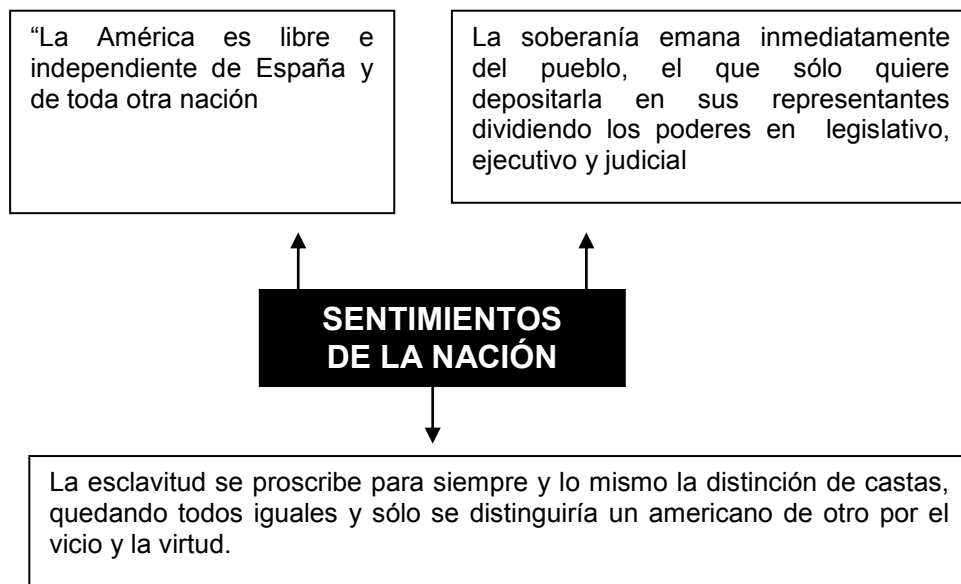 “La América es libre e
independiente de España y
de toda otra nación
La soberanía emana inmediatamente
del pueblo, el que sólo quiere
depositarla en sus representantes
dividiendo los poderes en legislativo,
ejecutivo y judicial
SENTIMIENTOS
DE LA NACIÓN
La esclavitud se proscribe para siempre y lo mismo la distinción de castas,
quedando todos iguales y sólo se distinguiría un americano de otro por el
vicio y la virtud.